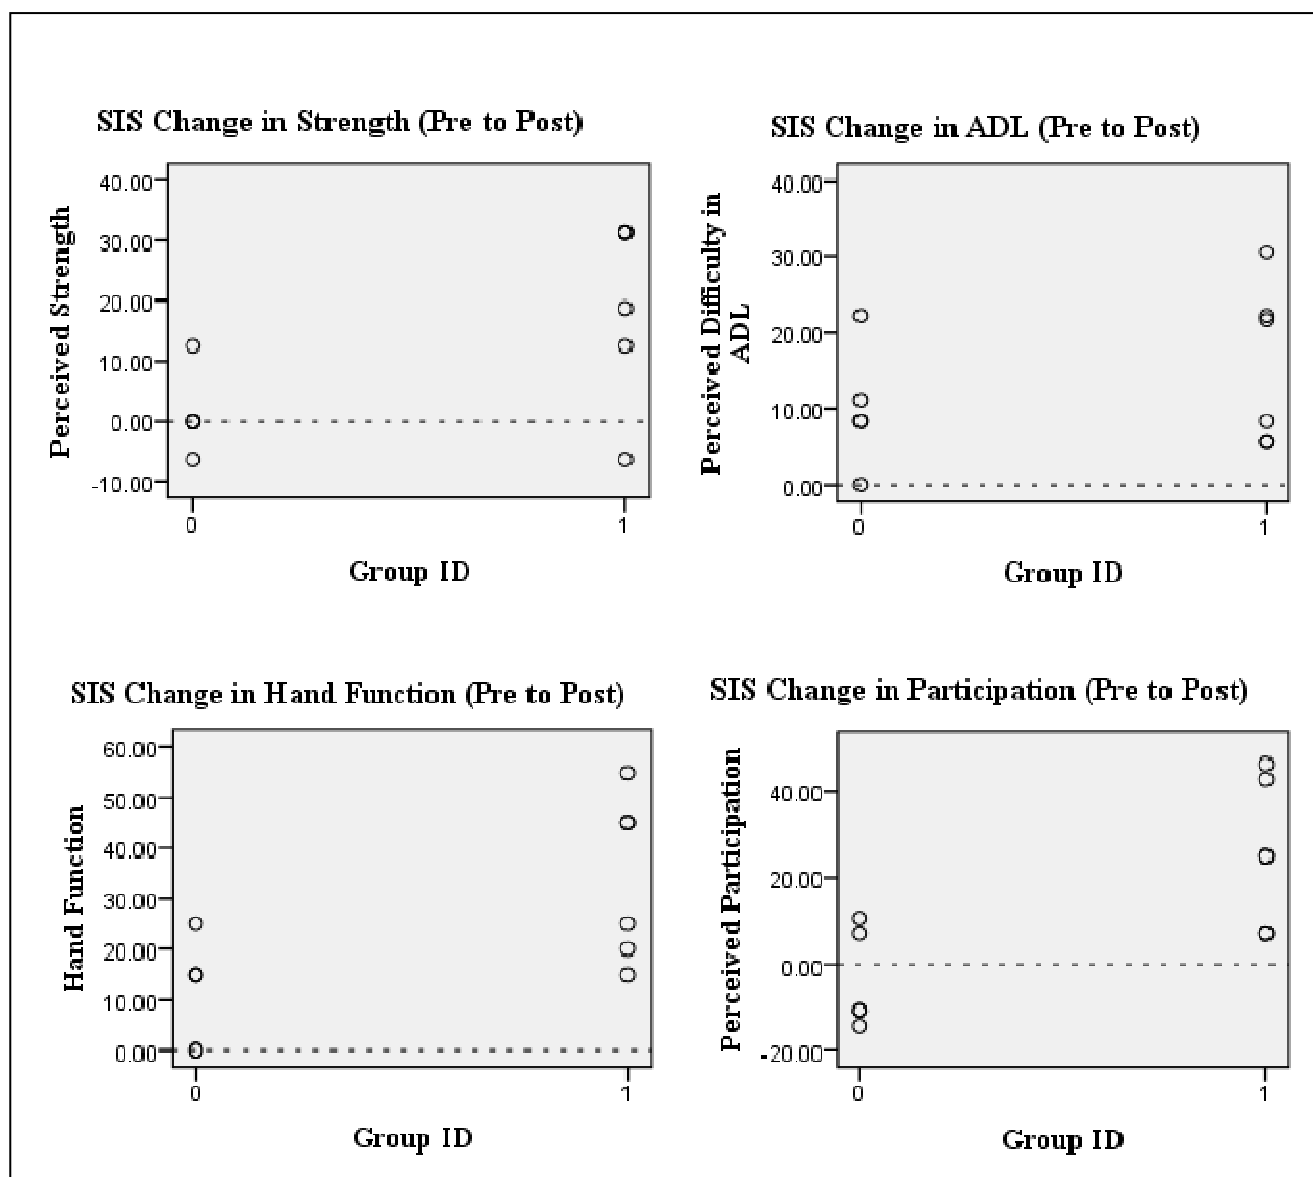 SIS Change in Strength (Pre to Post)
Perceived Strength
40.00
30.00
20.00
10.00
0.00
-10.00
0
1
Group ID
SIS Change in ADL (Pre to Post)
Perceived Difficulty in
ADL
40.00
30.00
20.00
10.00
0.00
0
1
Group ID
SIS Change in Hand Function (Pre to Post)
Hand Function
60.00
50.00
40.00
30.00
20.00
10.00
0.00
0
1
Group ID
SIS Change in Participation (Pre to Post)
Perceived Participation
40.00
20.00
0.00
-20.00
0
1
Group ID